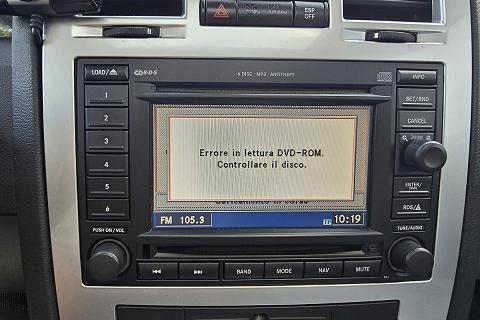 ESP
OFF
LOAD/
R·D·S
6 DISC · MP3 · ANTITHEFT
INFO
1
2
3
4
5
6
SET/RND
CANCEL
ZOOM
Errore in lettura DVD-ROM.
Controllare il disco.
FM 105.3
TP 10:19
ENTER/
RDS/
PUSH ON/VOL
TUNE/AUDIO
BAND
MODE
NAV
MUTE